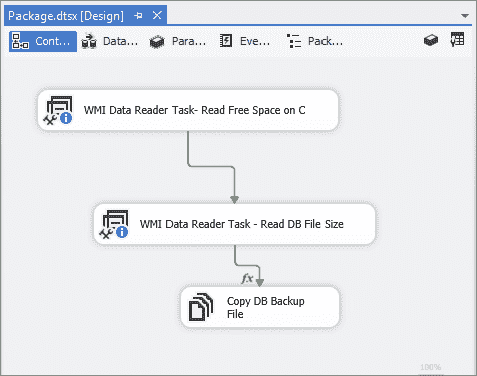 Package.dtsx [Design]
Cont... Data... Para... Eve... Pack...
WMI Data Reader Task- Read Free Space on C
WMI Data Reader Task - Read DB File Size
fx
Copy DB Backup
File
100%